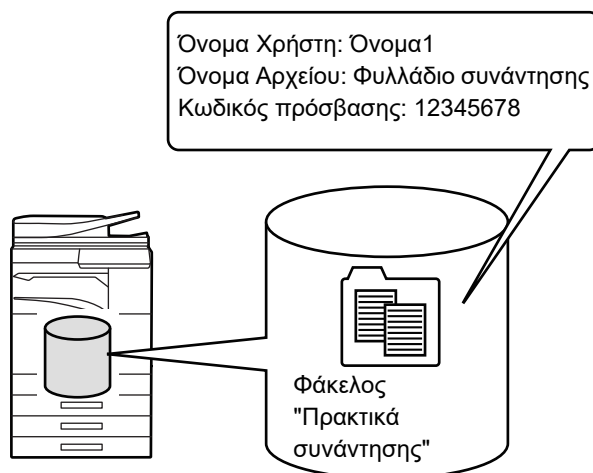 Όνομα Χρήστη: Όνομα1
Όνομα Αρχείου: Φυλλάδιο συνάντησης
Κωδικός πρόσβασης: 12345678
Φάκελος
"Πρακτικά
συνάντησης"